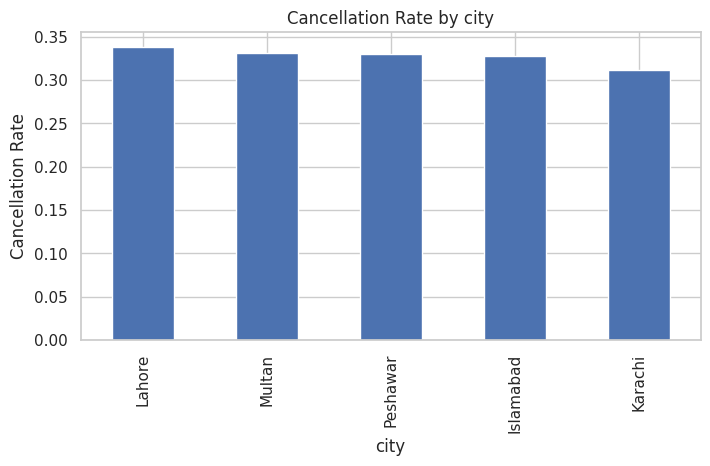 Cancellation Rate by city
Cancellation Rate
0.35
0.30
0.25
0.20
0.15
0.10
0.05
0.00
Lahore
Multan
Peshawar
Islamabad
Karachi
city